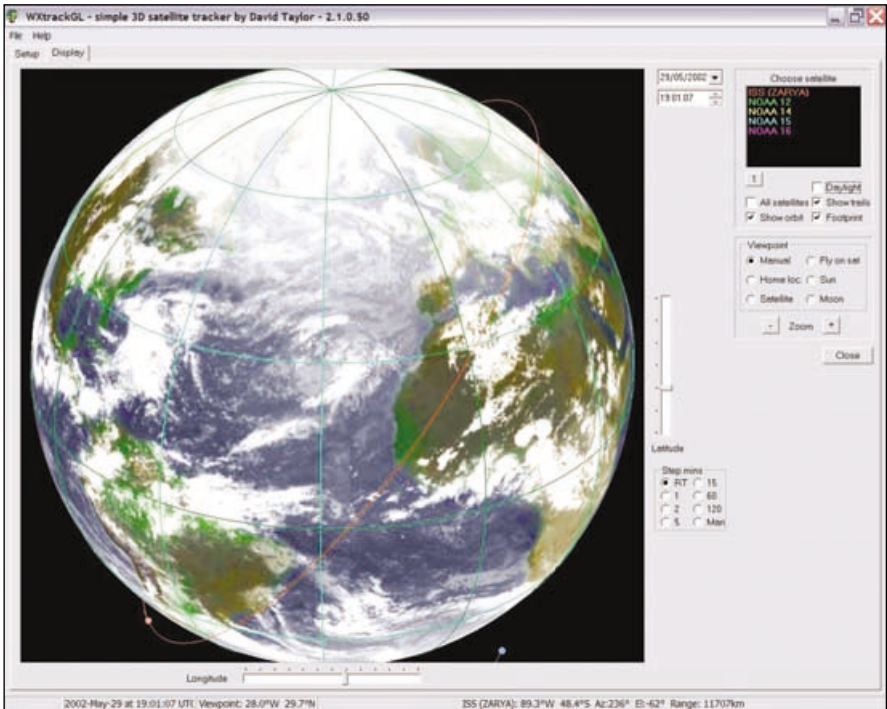 WXtrackGL - simple 3D satellite tracker by David Taylor - 2.1.0.50
File Help
Setup Display
29/05/2002
19:01:07
Choose satellite
ISS (ZARYA)
NOAA 12
NOAA 14
NOAA 15
NOAA 16
1
Daylight
All satellites Show trails
Show orbit Footprint
Viewpoint
Manual Fly on sat
Home loc. Sun
Satellite Moon
- Zoom +
Close
Latitude
Step mins
RT 15
1 60
2 120
5 Man
Longitude
2002-May-29 at 19:01:07 UTC Viewpoint: 28.0°W 29.7°N ISS (ZARYA): 89.3°W 48.4°S Az:236° El:-62° Range: 11707km